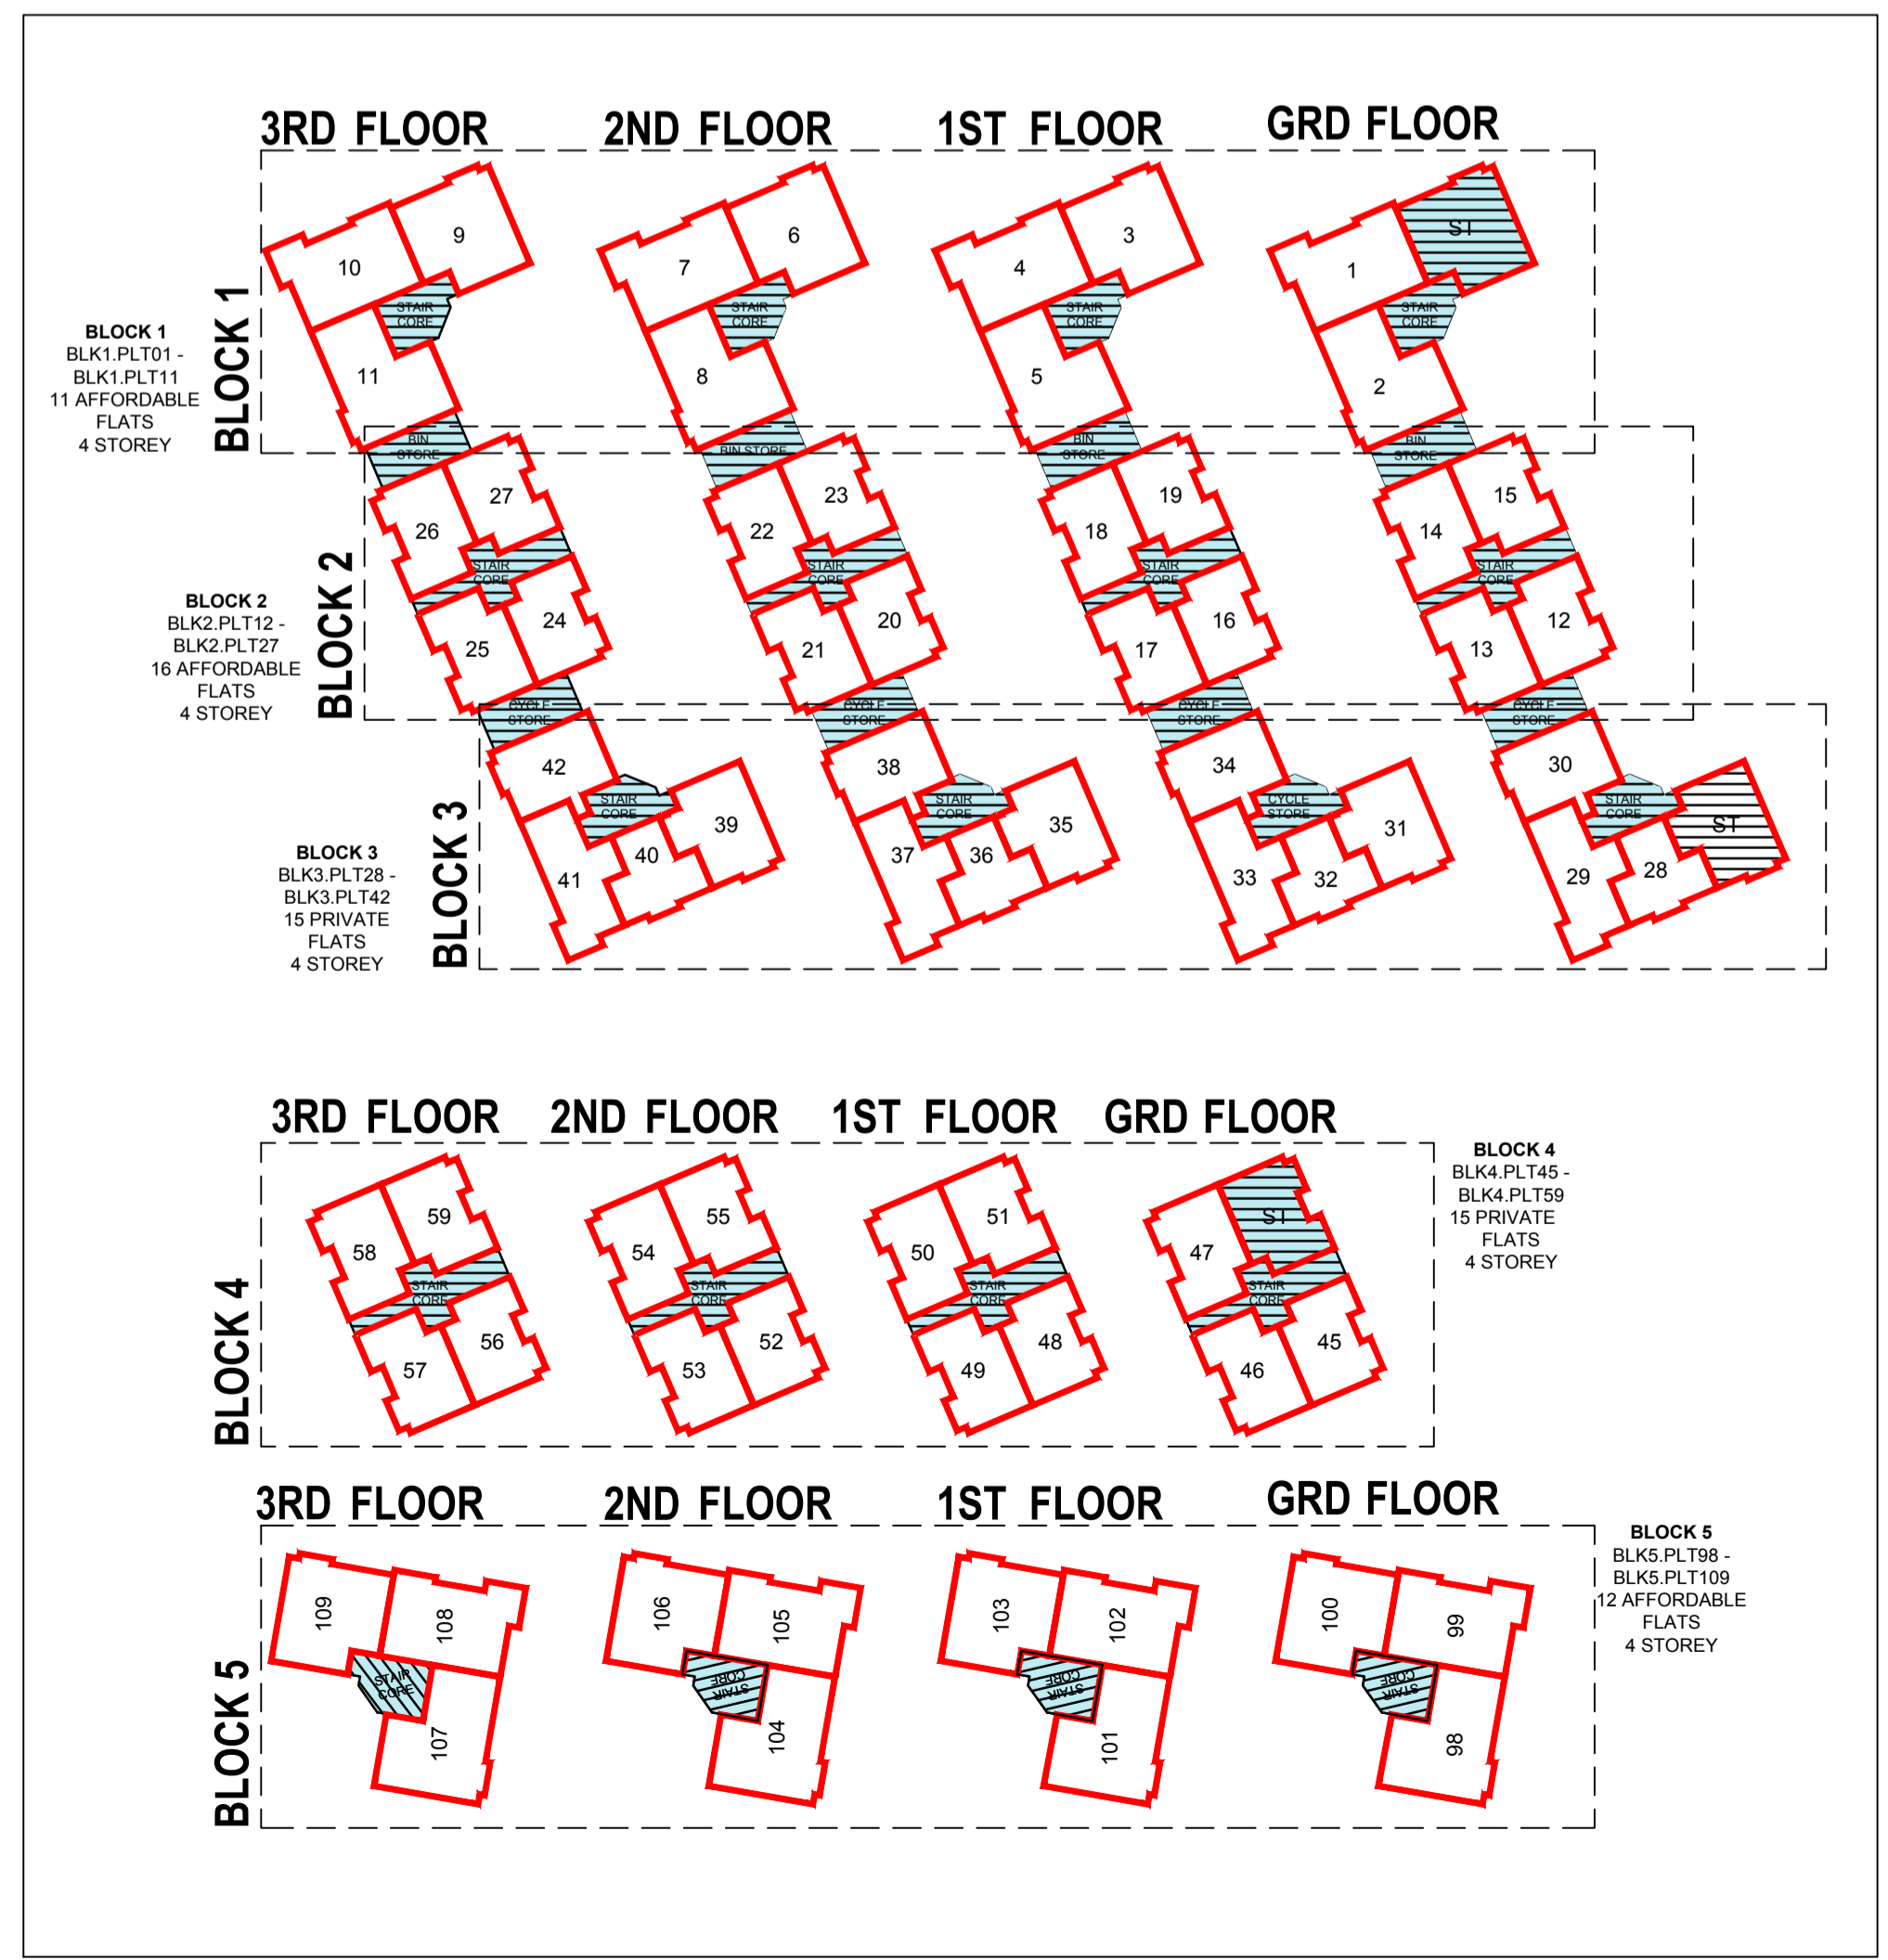 3RD FLOOR 2ND FLOOR 1ST FLOOR GRD FLOOR
BLOCK 1
BLOCK 1
BLK1.PLT01 -
BLK1.PLT11
11 AFFORDABLE
FLATS
4 STOREY
10 9
STAIR
CORE
11
7 6
STAIR
CORE
8
4 3
STAIR
CORE
5
1 ST
STAIR
CORE
2
BIN
STORE
BIN STORE
BIN
STORE
BIN
STORE
BLOCK 2
BLOCK 2
BLK2.PLT12 -
BLK2.PLT27
16 AFFORDABLE
FLATS
4 STOREY
26 27
STAIR
CORE
25 24
22 23
STAIR
CORE
21 20
18 19
STAIR
CORE
17 16
14 15
STAIR
CORE
13 12
CYCLE
STORE
CYCLE
STORE
CYCLE
STORE
CYCLE
STORE
BLOCK 3
BLOCK 3
BLK3.PLT28 -
BLK3.PLT42
15 PRIVATE
FLATS
4 STOREY
42
STAIR
CORE
41 40 39
38
STAIR
CORE
37 36 35
34
CYCLE
STORE
33 32 31
30
STAIR
CORE
29 28 ST
3RD FLOOR 2ND FLOOR 1ST FLOOR GRD FLOOR
BLOCK 4
BLOCK 4
BLK4.PLT45 -
BLK4.PLT59
15 PRIVATE
FLATS
4 STOREY
58 59
STAIR
CORE
57 56
54 55
STAIR
CORE
53 52
50 51
STAIR
CORE
49 48
47 ST
STAIR
CORE
46 45
3RD FLOOR 2ND FLOOR 1ST FLOOR GRD FLOOR
BLOCK 5
BLOCK 5
BLK5.PLT98 -
BLK5.PLT109
12 AFFORDABLE
FLATS
4 STOREY
109 108
STAIR
CORE
107
106 105
STAIR
CORE
104
103 102
STAIR
CORE
101
100 99
STAIR
CORE
98